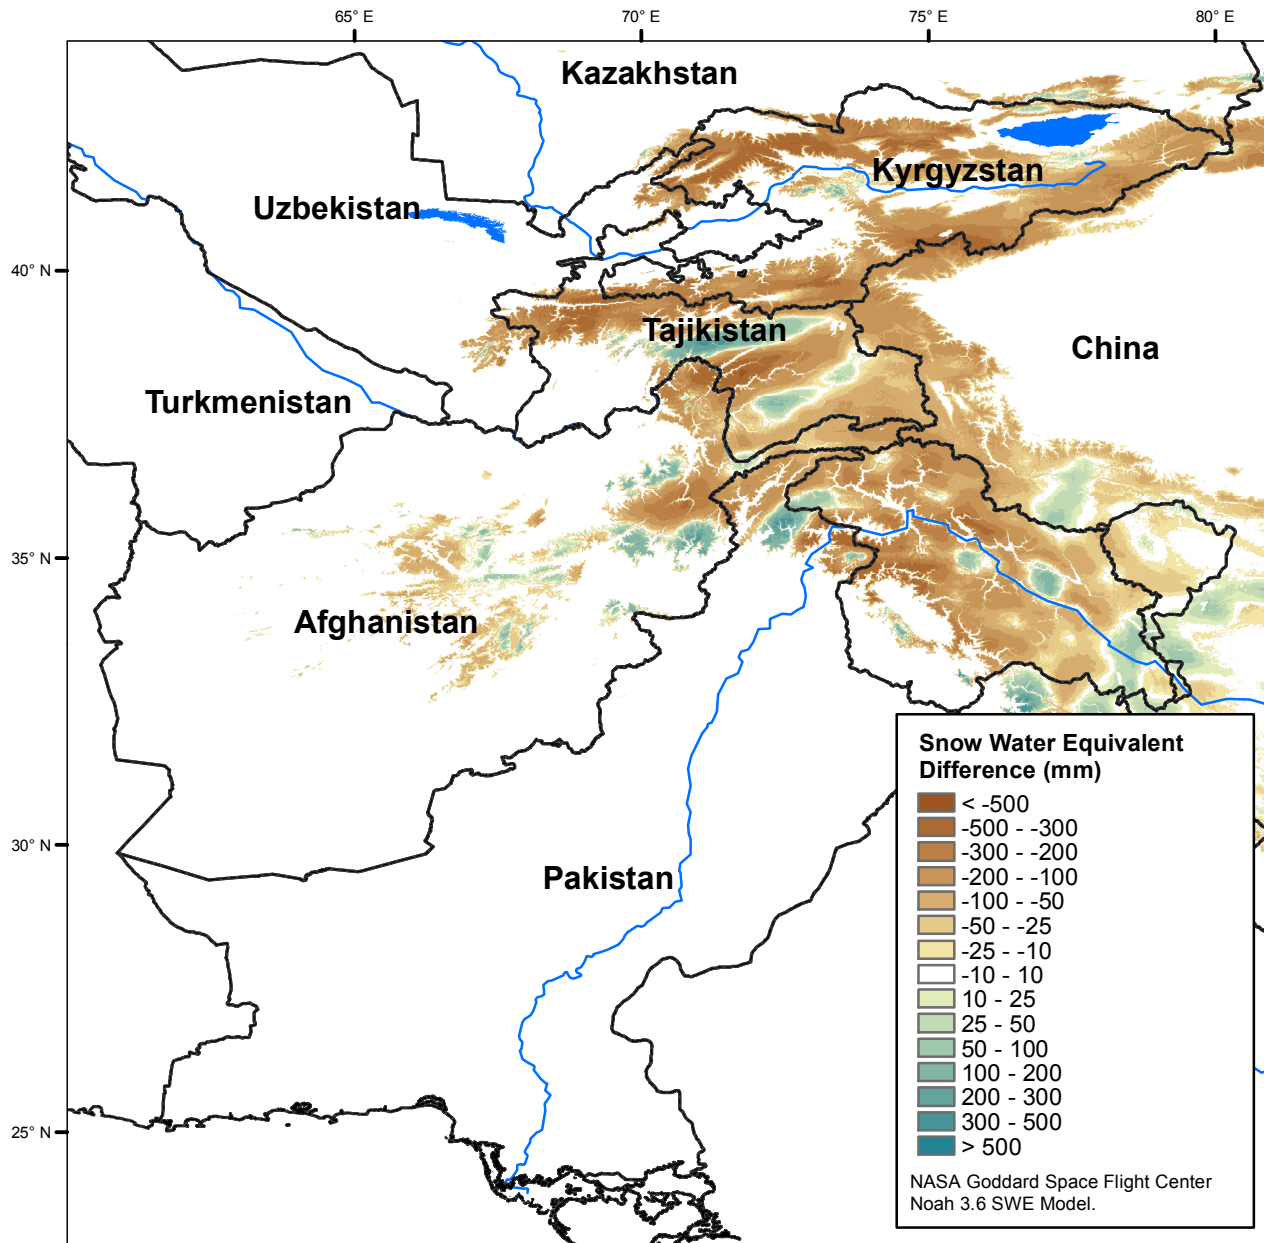 65° E
70° E
75° E
80° E
Kazakhstan
Kyrgyzstan
Uzbekistan
40° N
Tajikistan
China
Turkmenistan
35° N
Afghanistan
Snow Water Equivalent
Difference (mm)
< -500
-500 - -300
-300 - -200
-200 - -100
-100 - -50
-50 - -25
-25 - -10
-10 - 10
10 - 25
25 - 50
50 - 100
100 - 200
200 - 300
300 - 500
> 500
NASA Goddard Space Flight Center
Noah 3.6 SWE Model.
30° N
Pakistan
25° N